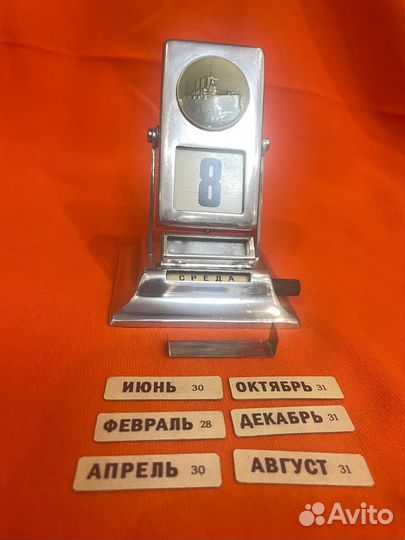 8
СРЕДА
ИЮНЬ 30
ОКТЯБРЬ 31
ФЕВРАЛЬ 28
ДЕКАБРЬ 31
АПРЕЛЬ 30
АВГУСТ 31
Avito